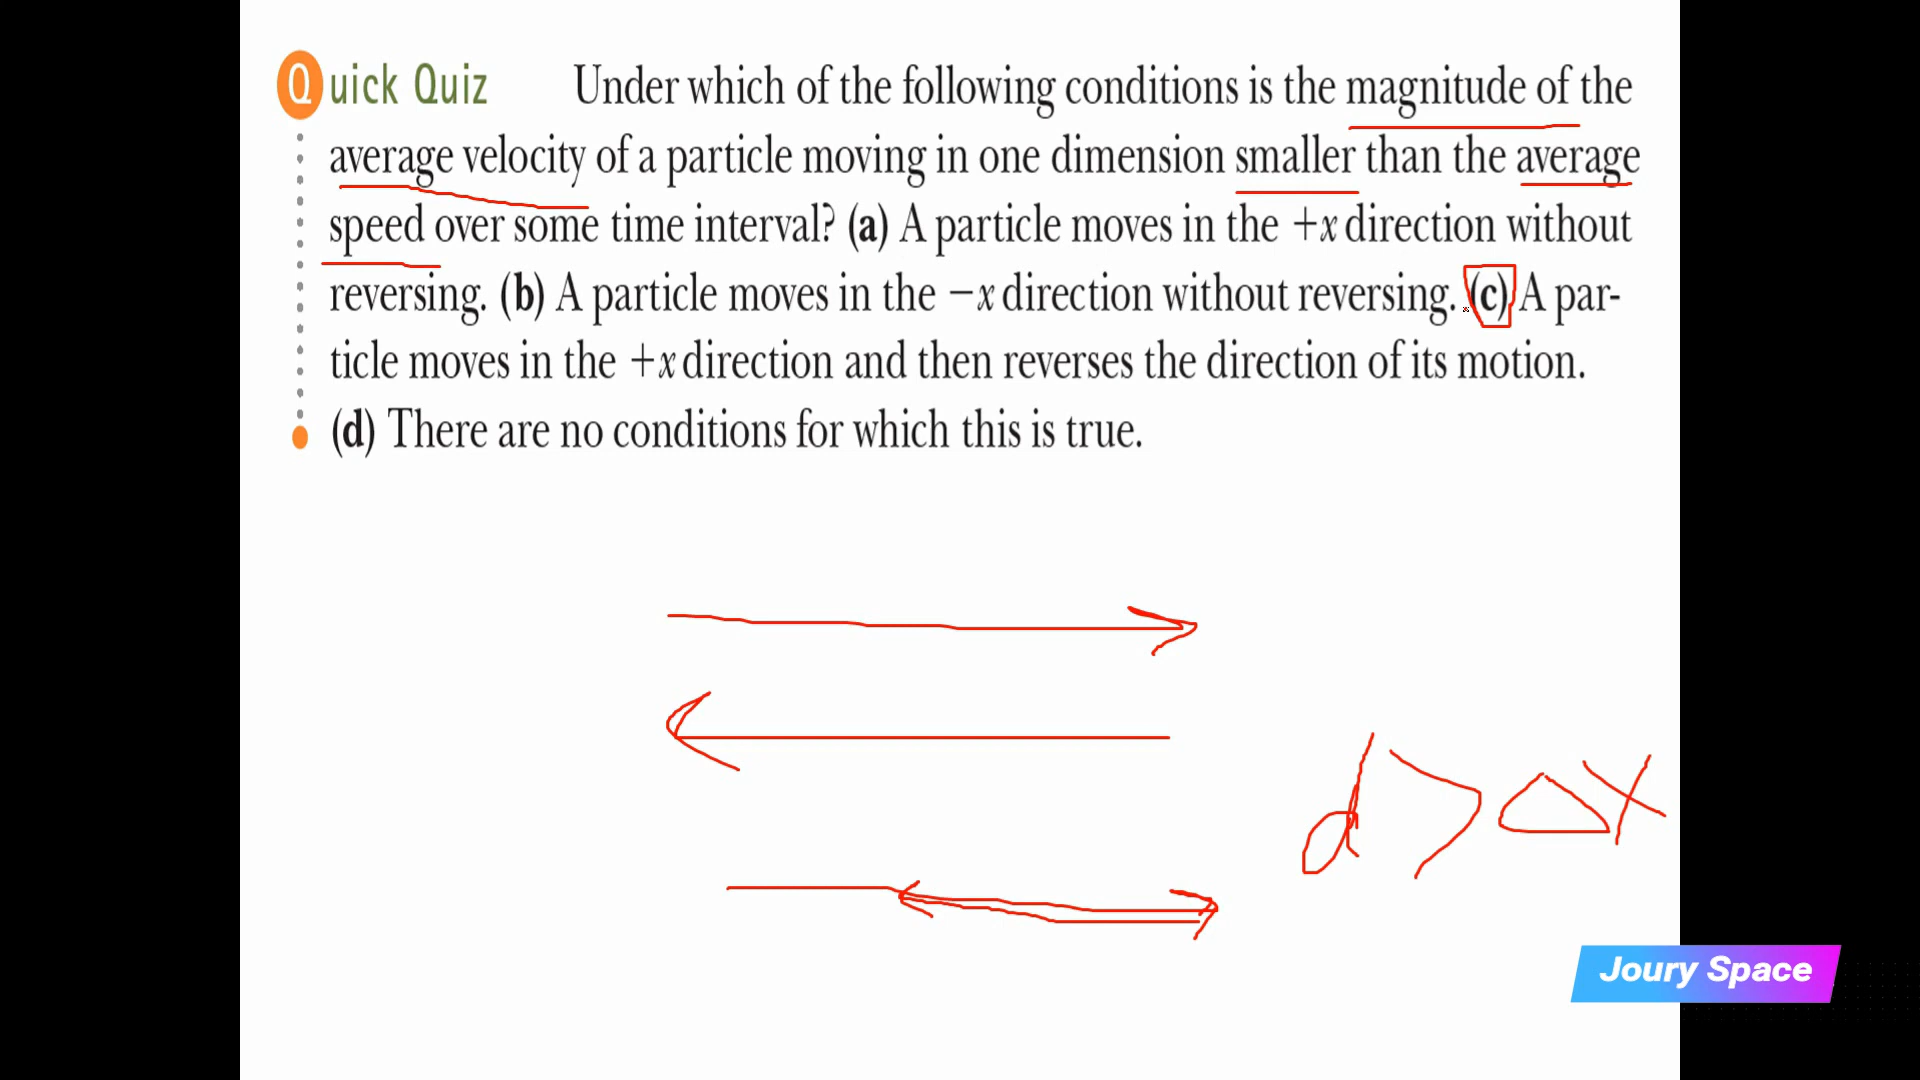 Quick Quiz Under which of the following conditions is the magnitude of the
average velocity of a particle moving in one dimension smaller than the average
speed over some time interval? (a) A particle moves in the +x direction without
reversing. (b) A particle moves in the −x direction without reversing. (c) A par-
ticle moves in the +x direction and then reverses the direction of its motion.
(d) There are no conditions for which this is true.
d > Δx
Joury Space